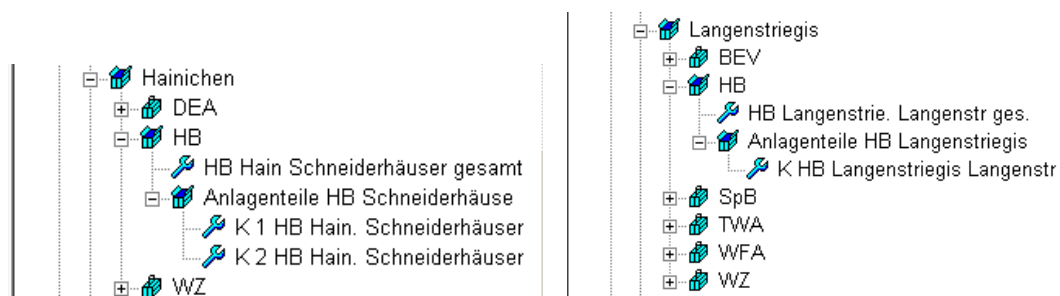 Hainichen
DEA
HB
HB Hain Schneiderhäuser gesamt
Anlagenteile HB Schneiderhäuse
K 1 HB Hain. Schneiderhäuser
K 2 HB Hain. Schneiderhäuser
WZ
Langenstriegis
BEV
HB
HB Langenstrie. Langenstr ges.
Anlagenteile HB Langenstriegis
K HB Langenstriegis Langenstr
SpB
TWA
WFA
WZ